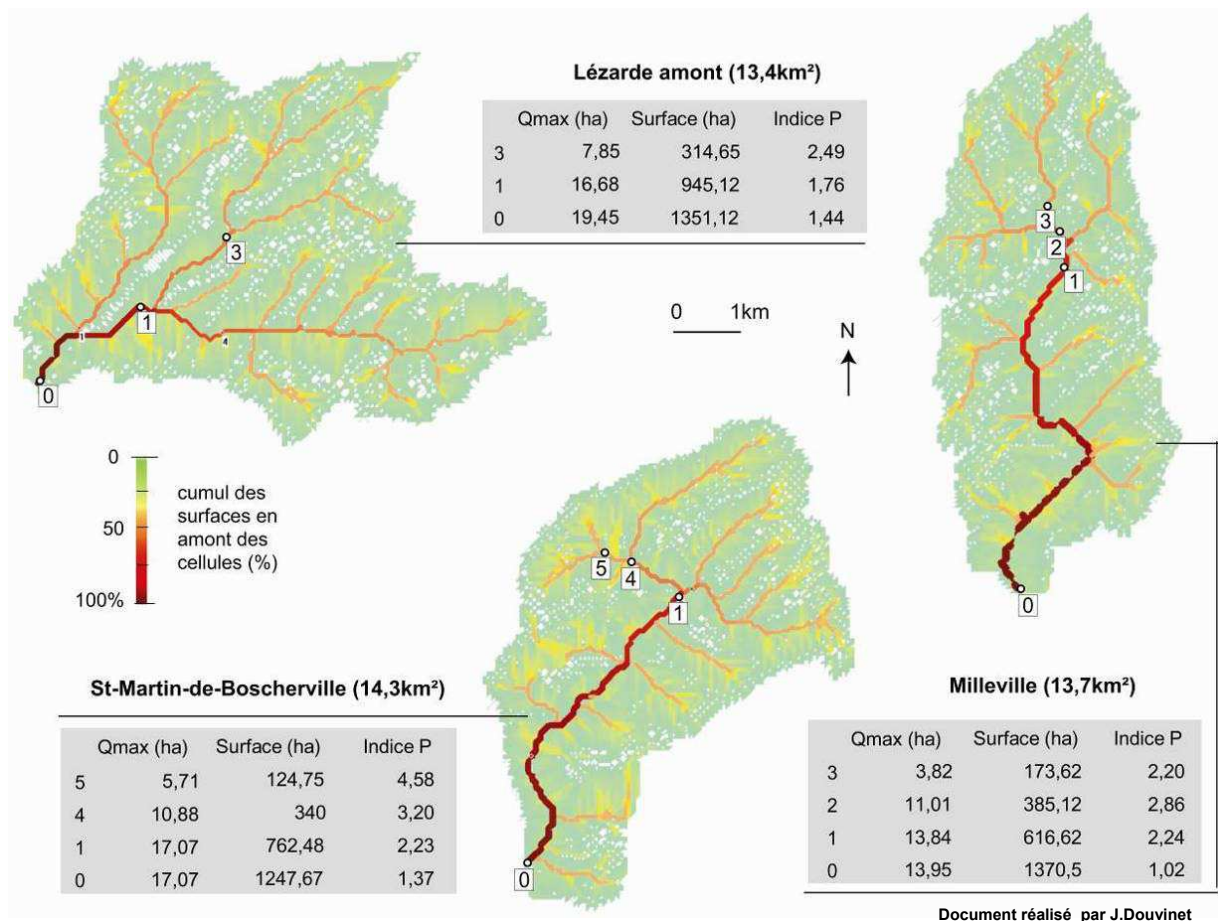 Lézarde amont (13,4km²)
Qmax (ha) Surface (ha) Indice P
3 7,85 314,65 2,49
1 16,68 945,12 1,76
0 19,45 1351,12 1,44
3
1
1
4
0
0 1km
N
3
2
1
0
0
50
100%
cumul des
surfaces en
amont des
cellules (%)
5
4
1
0
St-Martin-de-Boscherville (14,3km²)
Qmax (ha) Surface (ha) Indice P
5 5,71 124,75 4,58
4 10,88 340 3,20
1 17,07 762,48 2,23
0 17,07 1247,67 1,37
Milleville (13,7km²)
Qmax (ha) Surface (ha) Indice P
3 3,82 173,62 2,20
2 11,01 385,12 2,86
1 13,84 616,62 2,24
0 13,95 1370,5 1,02
Document réalisé par J.Douvinet